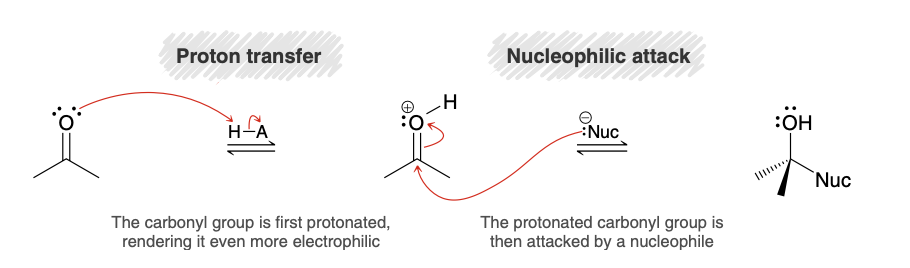 Proton transfer
Nucleophilic attack
O
H–A
⊕
:O
H
⊖
:Nuc
:OH
Nuc
The carbonyl group is first protonated,
rendering it even more electrophilic
The protonated carbonyl group is
then attacked by a nucleophile